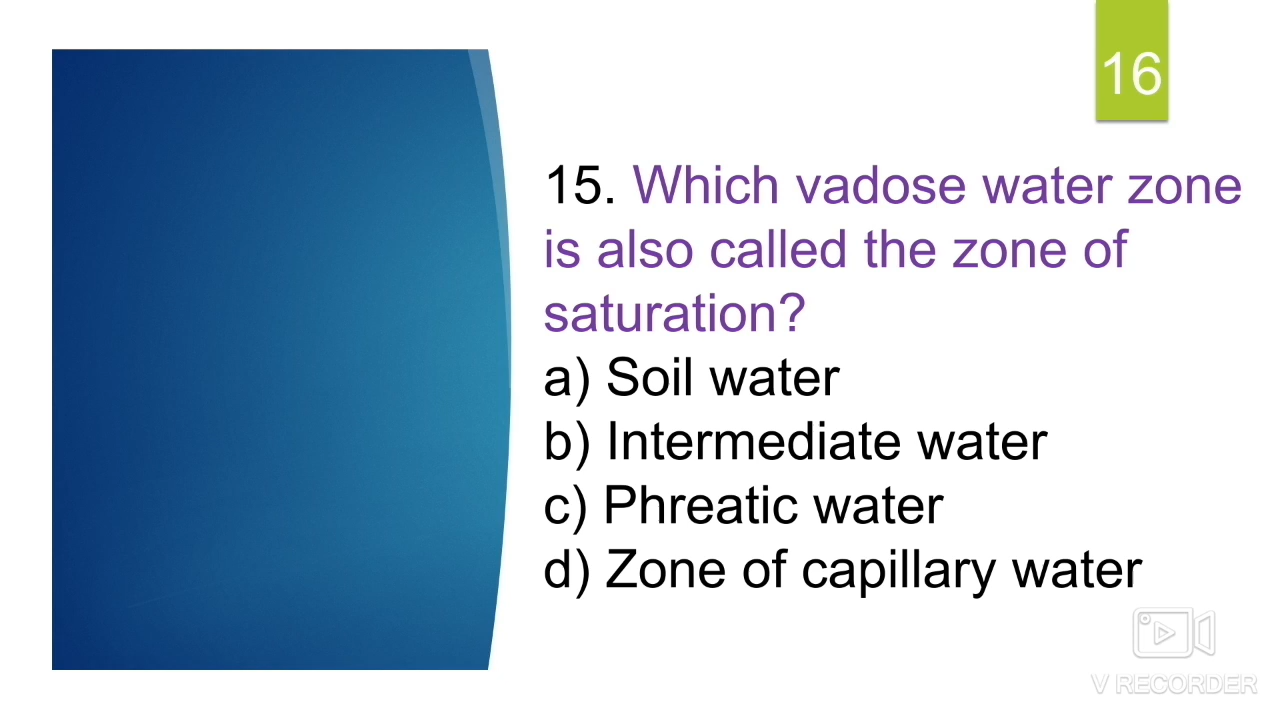 16
15. Which vadose water zone
is also called the zone of
saturation?
a) Soil water
b) Intermediate water
c) Phreatic water
d) Zone of capillary water
V RECORDER